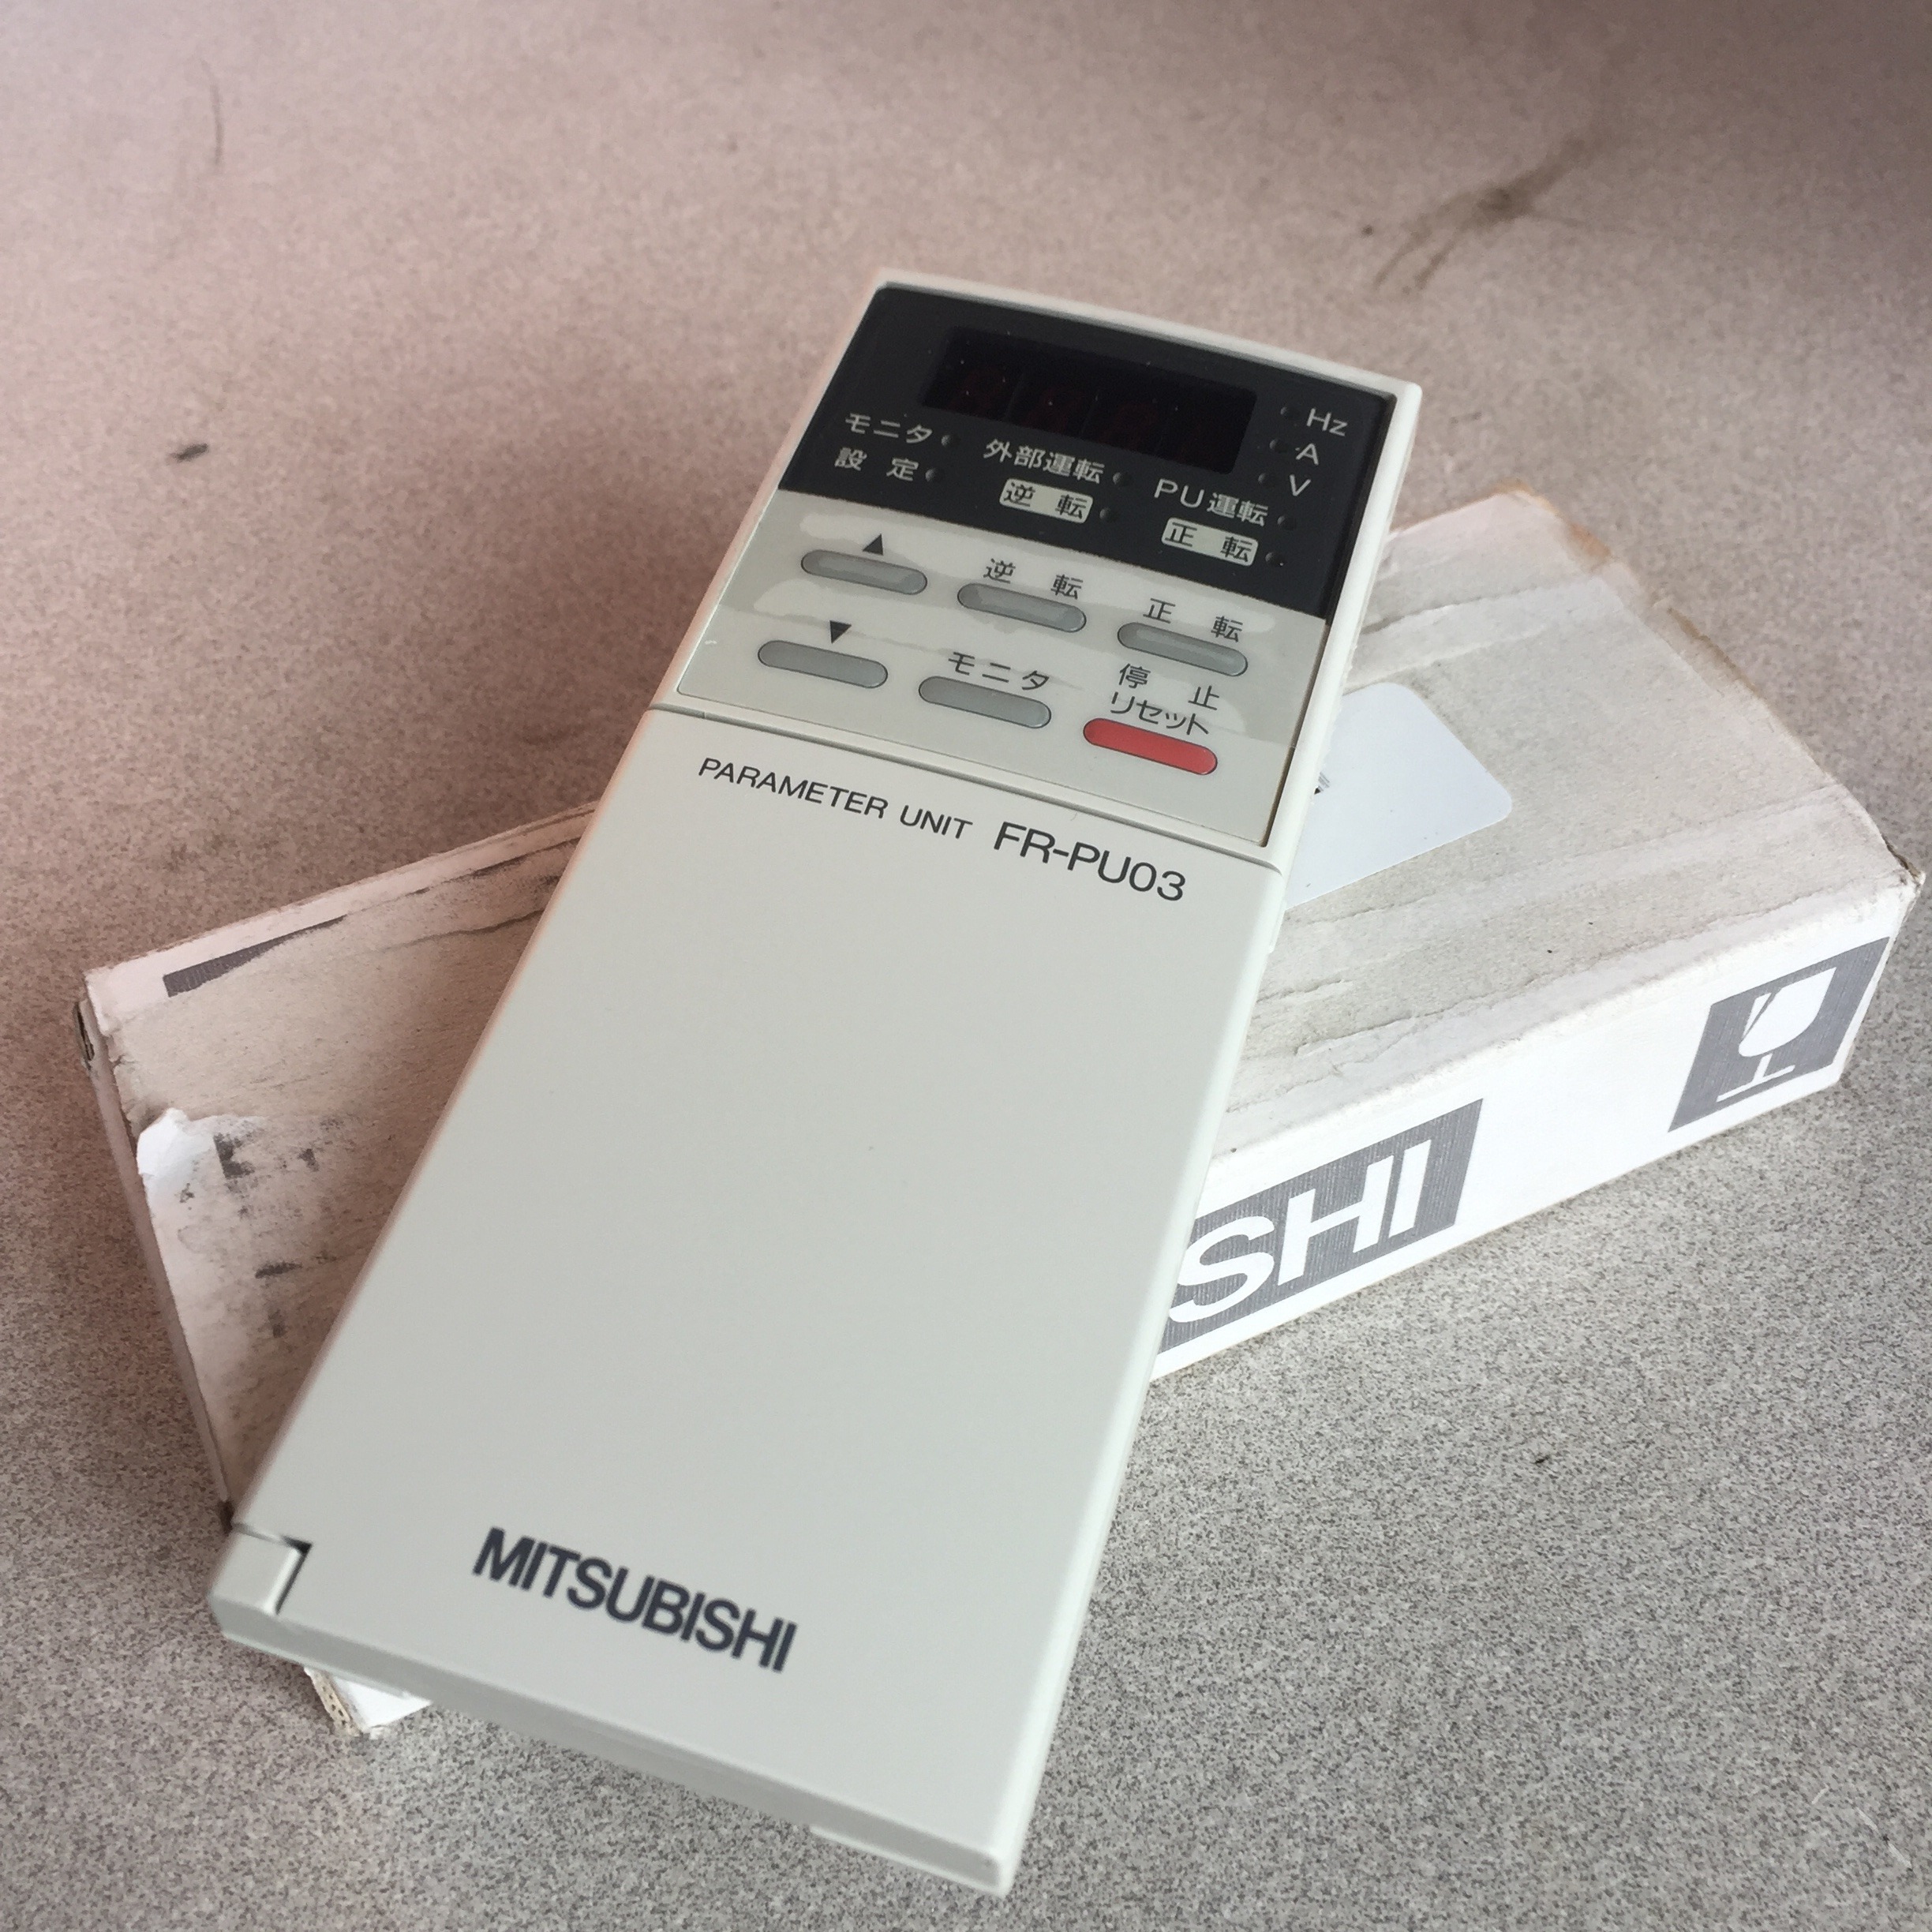 Hz
A
V
モニタ
設 定
外部運転
逆 転
PU運転
正 転
▲
逆 転
正 転
▼
モニタ
停 止
リセット
PARAMETER UNIT FR-PU03
MITSUBISHI
SHI